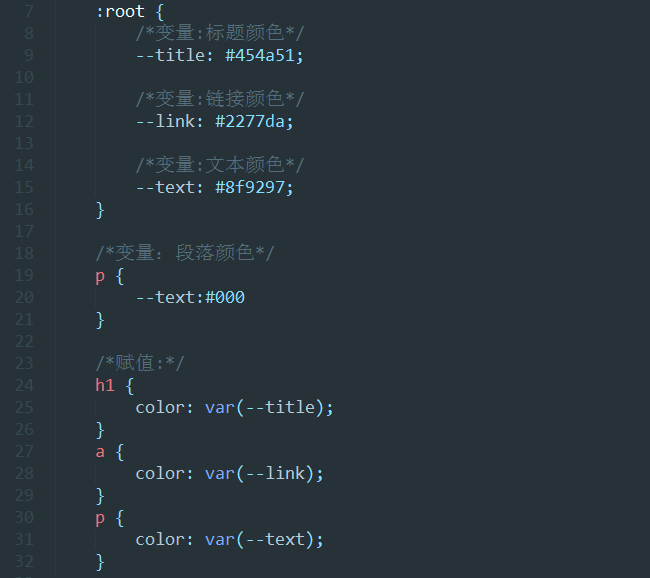 7 :root {
8 /*变量:标题颜色*/
9 --title: #454a51;
10
11 /*变量:链接颜色*/
12 --link: #2277da;
13
14 /*变量:文本颜色*/
15 --text: #8f9297;
16 }
17
18 /*变量：段落颜色*/
19 p {
20 --text:#000
21 }
22
23 /*赋值:*/
24 h1 {
25 color: var(--title);
26 }
27 a {
28 color: var(--link);
29 }
30 p {
31 color: var(--text);
32 }